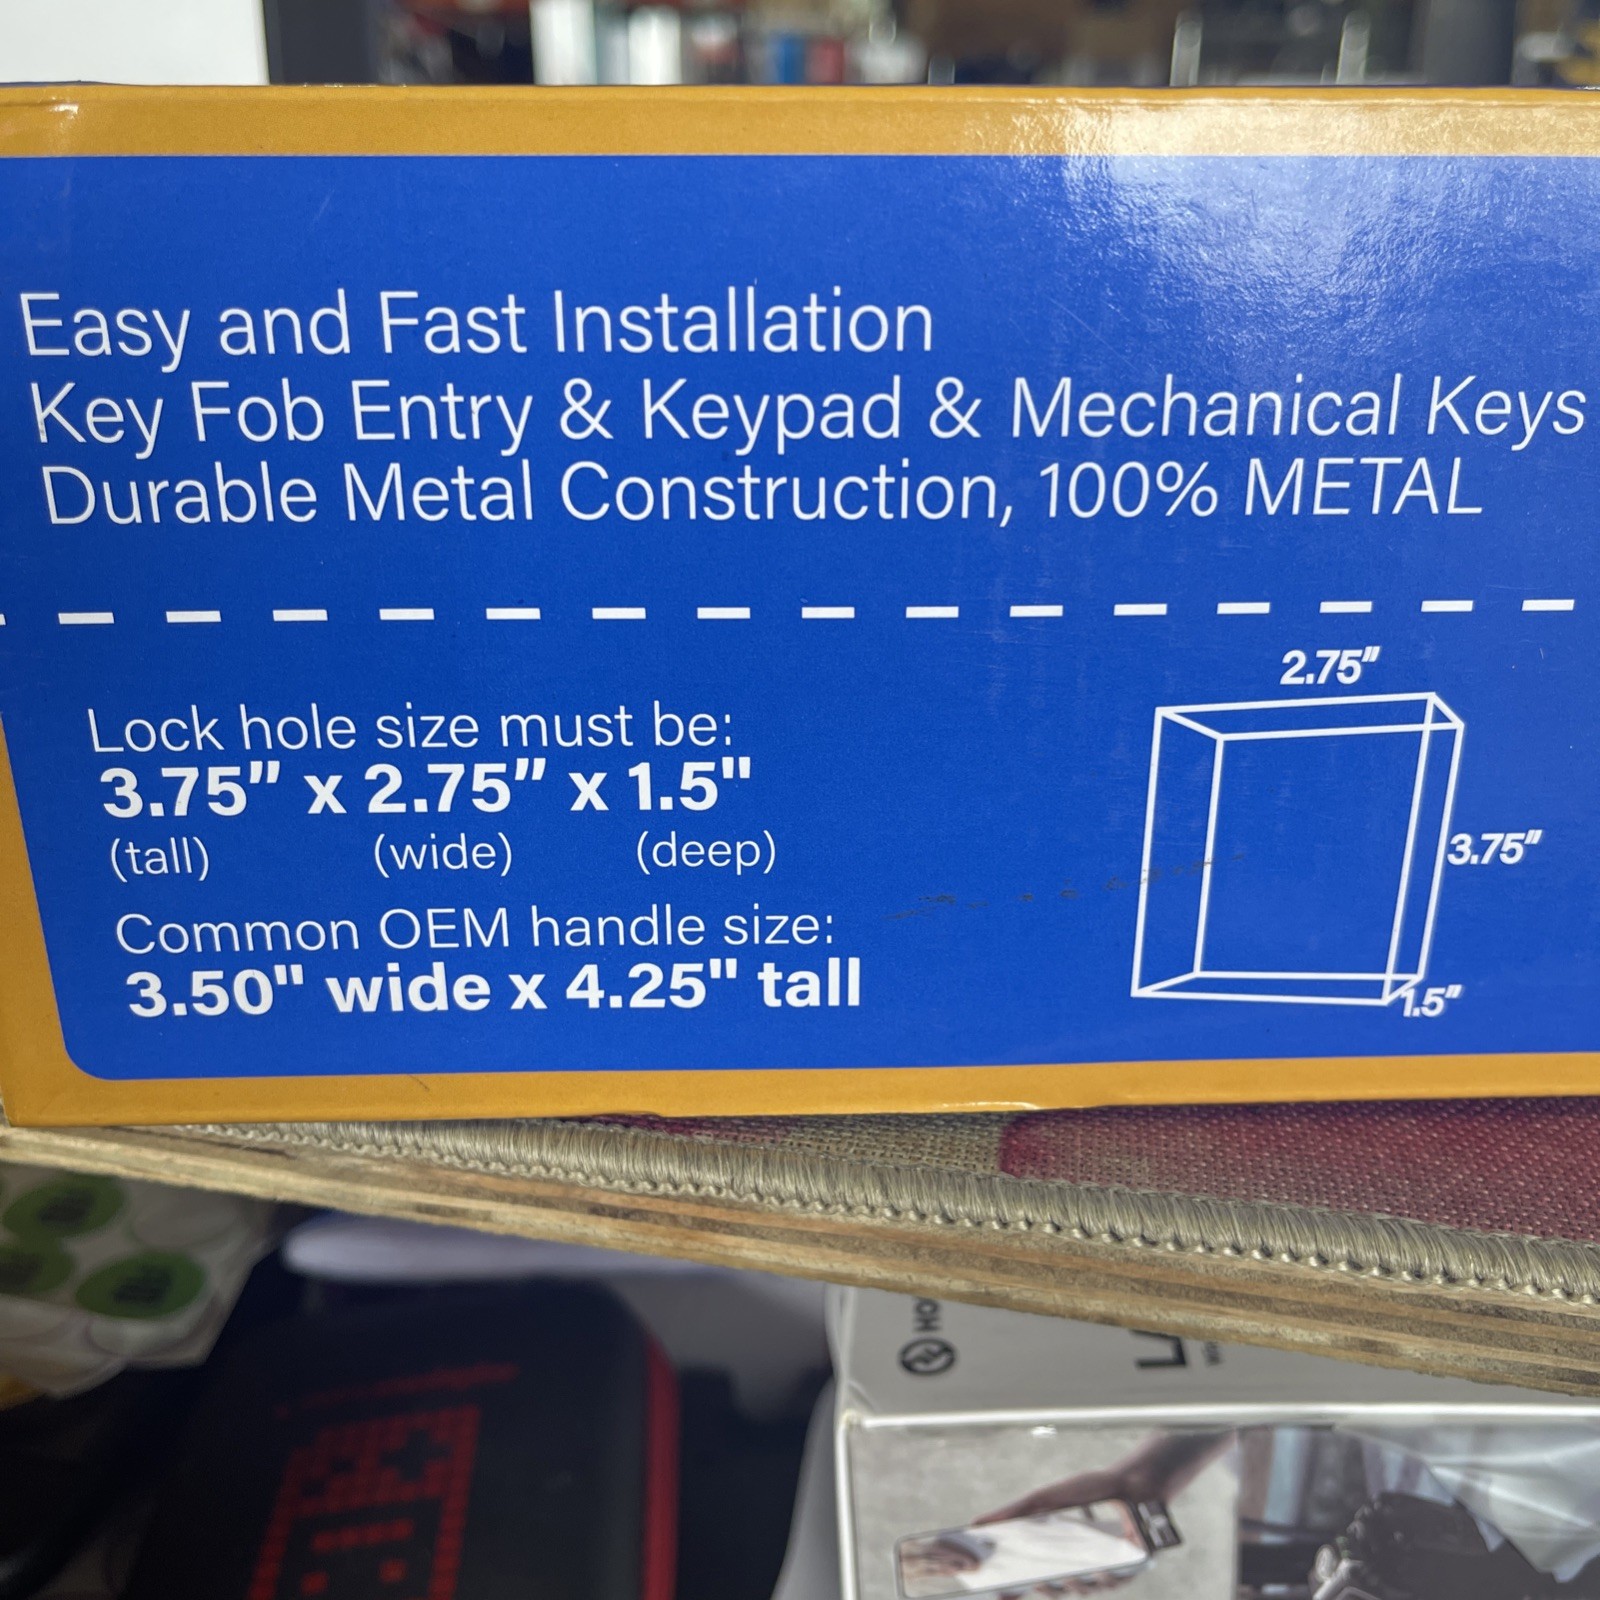 Easy and Fast Installation
Key Fob Entry & Keypad & Mechanical Keys
Durable Metal Construction, 100% METAL
2.75"
Lock hole size must be:
3.75" x 2.75" x 1.5"
(tall) (wide) (deep)
3.75"
Common OEM handle size:
3.50" wide x 4.25" tall
1.5"